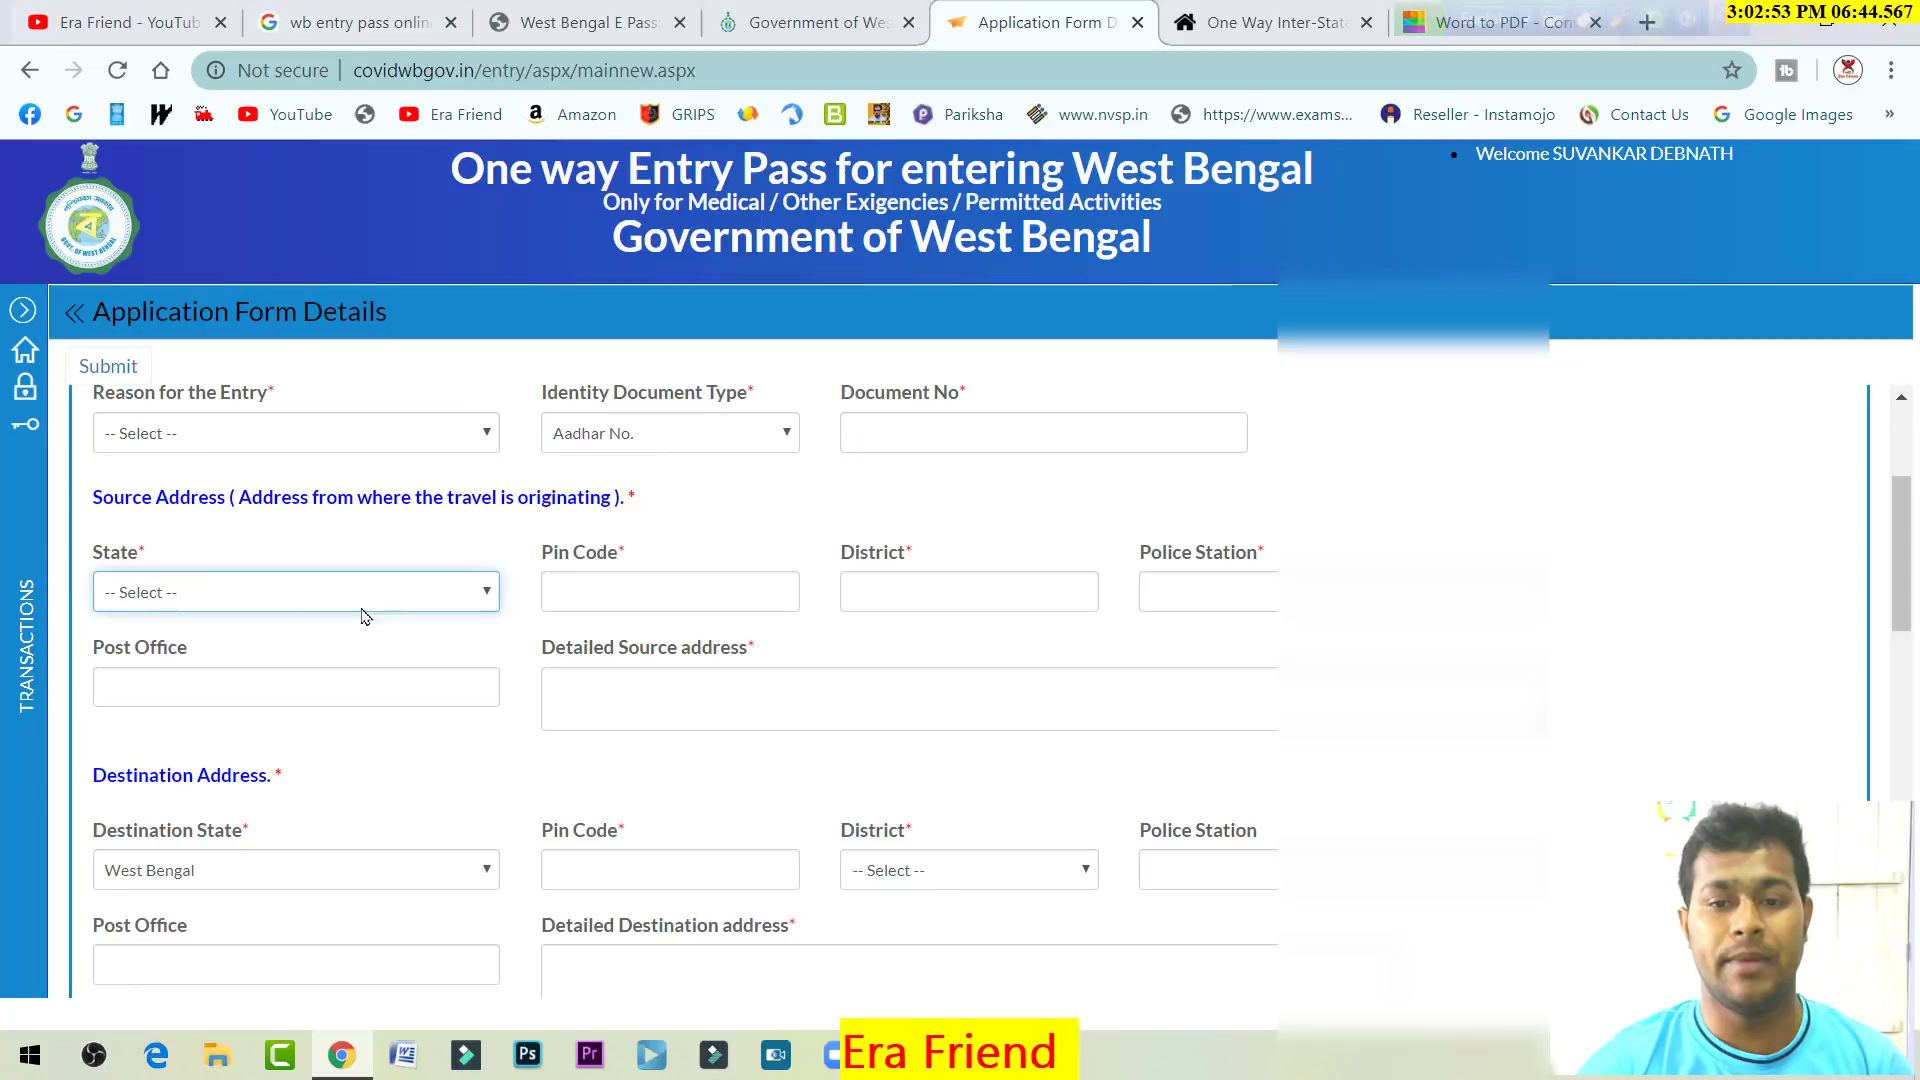 Era Friend - YouTub
wb entry pass onlin
West Bengal E Pass
Government of Wes
Application Form D
One Way Inter-Stat
Word to PDF - Con
3:02:53 PM 06:44.567
Not secure
covidwbgov.in/entry/aspx/mainnew.aspx
YouTube
Era Friend
Amazon
GRIPS
Pariksha
www.nvsp.in
https://www.exams...
Reseller - Instamojo
Contact Us
Google Images
One way Entry Pass for entering West Bengal
Only for Medical / Other Exigencies / Permitted Activities
Government of West Bengal
Welcome SUVANKAR DEBNATH
Application Form Details
Submit
TRANSACTIONS
Reason for the Entry*
Identity Document Type*
Document No*
-- Select --
Aadhar No.
Source Address ( Address from where the travel is originating ). *
State*
Pin Code*
District*
Police Station*
-- Select --
Post Office
Detailed Source address*
Destination Address. *
Destination State*
Pin Code*
District*
Police Station
West Bengal
-- Select --
Post Office
Detailed Destination address*
Ps
Pr
Era Friend